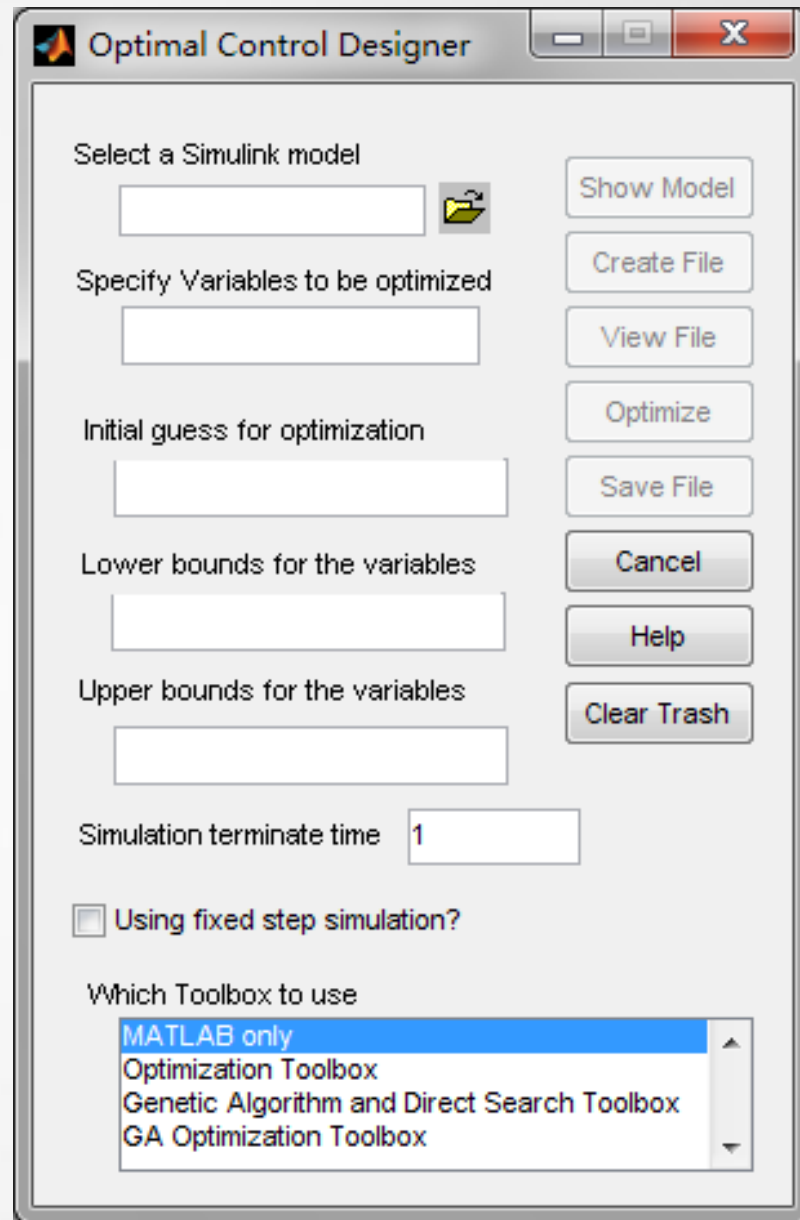 Optimal Control Designer
Select a Simulink model
Show Model
Create File
Specify Variables to be optimized
View File
Optimize
Initial guess for optimization
Save File
Cancel
Lower bounds for the variables
Help
Upper bounds for the variables
Clear Trash
Simulation terminate time 1
Using fixed step simulation?
Which Toolbox to use
MATLAB only
Optimization Toolbox
Genetic Algorithm and Direct Search Toolbox
GA Optimization Toolbox